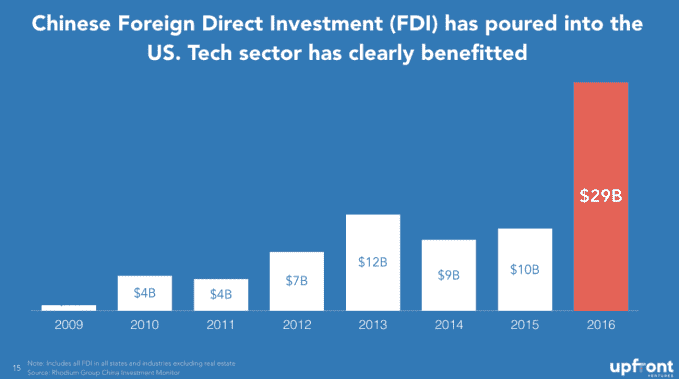 Chinese Foreign Direct Investment (FDI) has poured into the
US. Tech sector has clearly benefitted
$29B
$12B
$10B
$9B
$7B
$4B
$4B
2009 2010 2011 2012 2013 2014 2015 2016
Note: Includes all FDI in all states and industries excluding real estate
15 Source: Rhodium Group China Investment Monitor
upfront
VENTURES